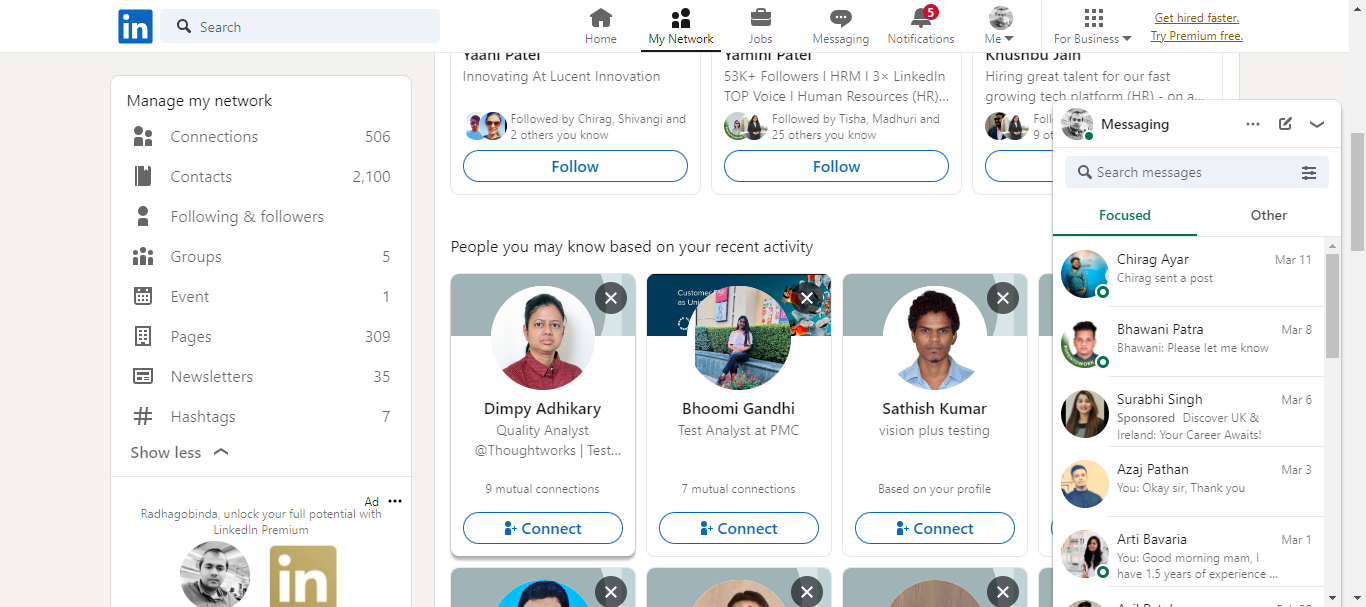 in
Search
Home
My Network
Jobs
Messaging
5
Notifications
Me
For Business
Get hired faster.
Try Premium free.
Manage my network
Connections 506
Contacts 2,100
Following & followers
Groups 5
Event 1
Pages 309
Newsletters 35
Hashtags 7
Show less
Ad
Radhagobinda, unlock your full potential with
LinkedIn Premium
in
Yaani Patel
Innovating At Lucent Innovation
Followed by Chirag, Shivangi and
2 others you know
Follow
Yamini Patel
53K+ Followers I HRM I 3× LinkedIn
TOP Voice I Human Resources (HR)...
Followed by Tisha, Madhuri and
25 others you know
Follow
Khushbu Jain
Hiring great talent for our fast
growing tech platform (HR) - on a...
People you may know based on your recent activity
Dimpy Adhikary
Quality Analyst
@Thoughtworks | Test...
9 mutual connections
Connect
Customer
as Uni
Bhoomi Gandhi
Test Analyst at PMC
7 mutual connections
Connect
Sathish Kumar
vision plus testing
Based on your profile
Connect
Messaging
Search messages
Focused
Other
Chirag Ayar Mar 11
Chirag sent a post
Bhawani Patra Mar 8
Bhawani: Please let me know
Surabhi Singh Mar 6
Sponsored Discover UK &
Ireland: Your Career Awaits!
Azaj Pathan Mar 3
You: Okay sir, Thank you
Arti Bavaria Mar 1
You: Good morning mam, I
have 1.5 years of experience ...